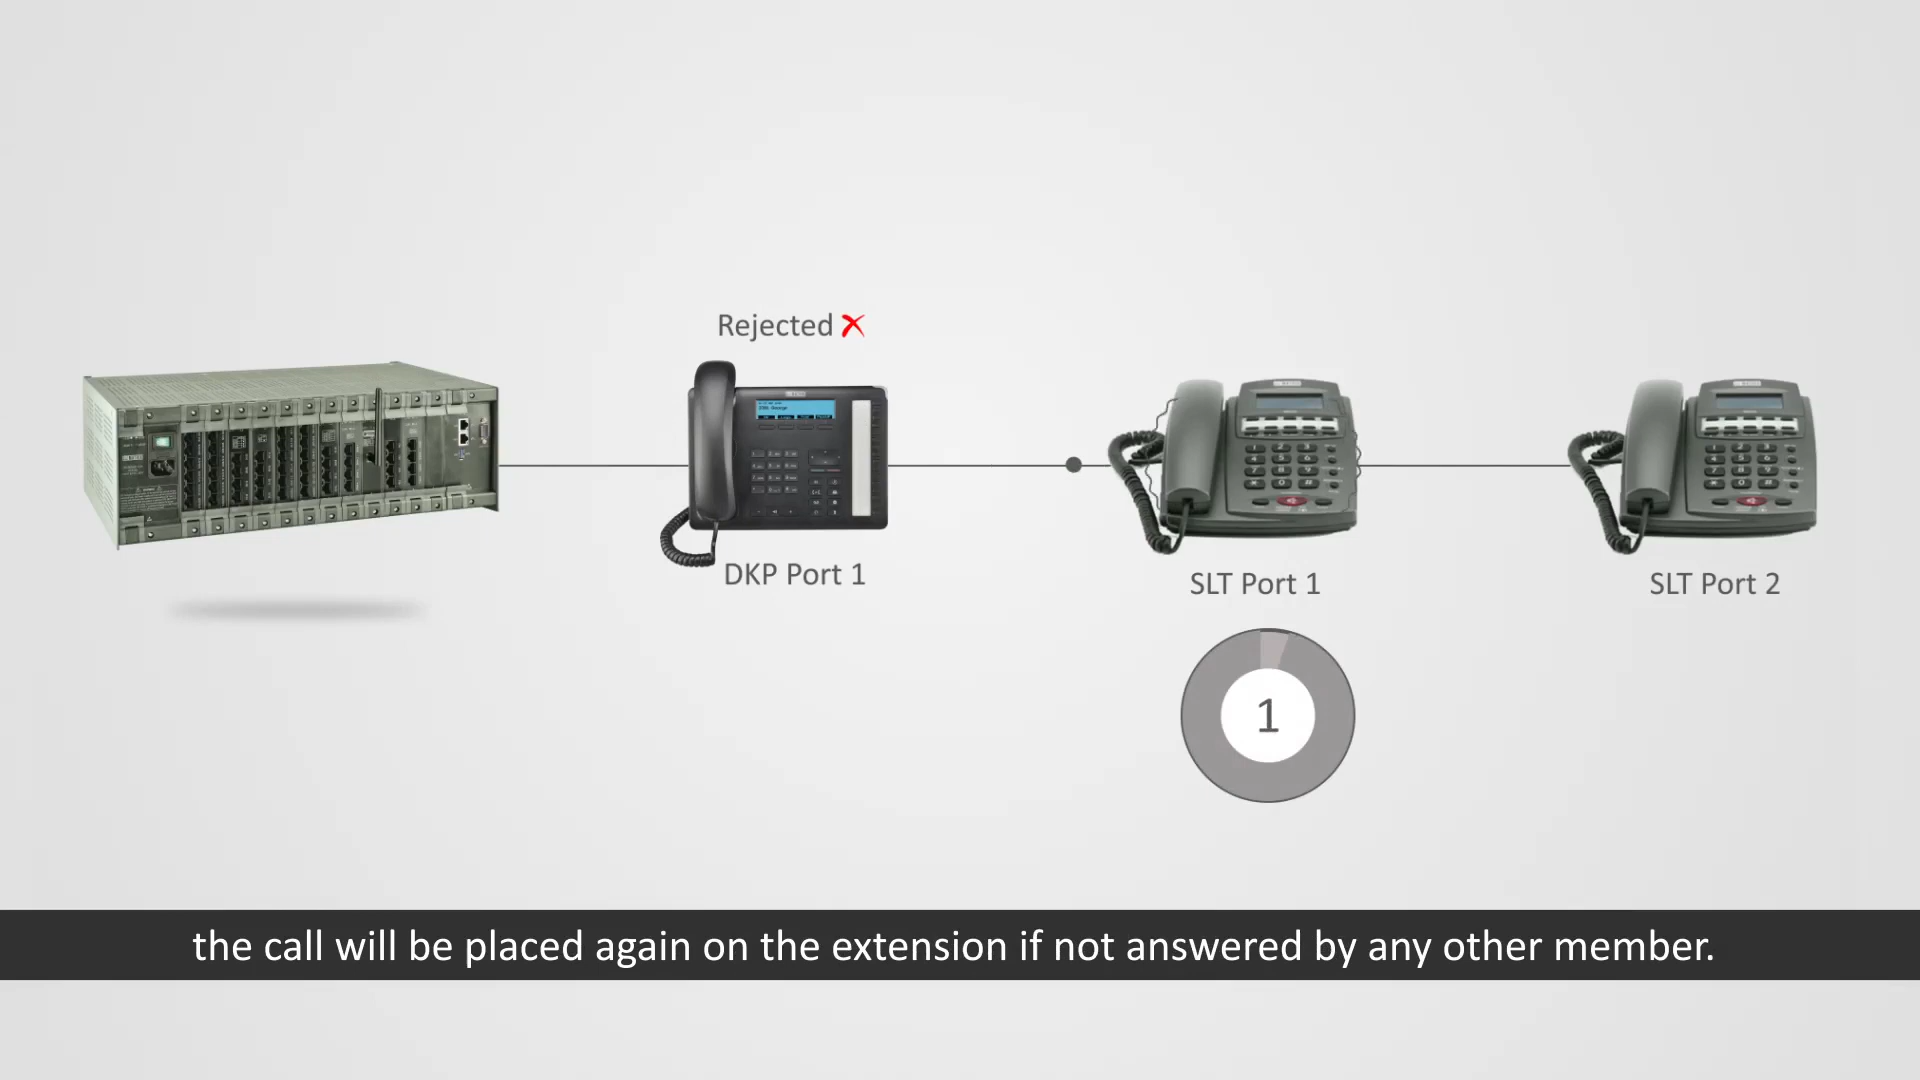 Rejected
DKP Port 1
SLT Port 1
SLT Port 2
1
the call will be placed again on the extension if not answered by any other member.